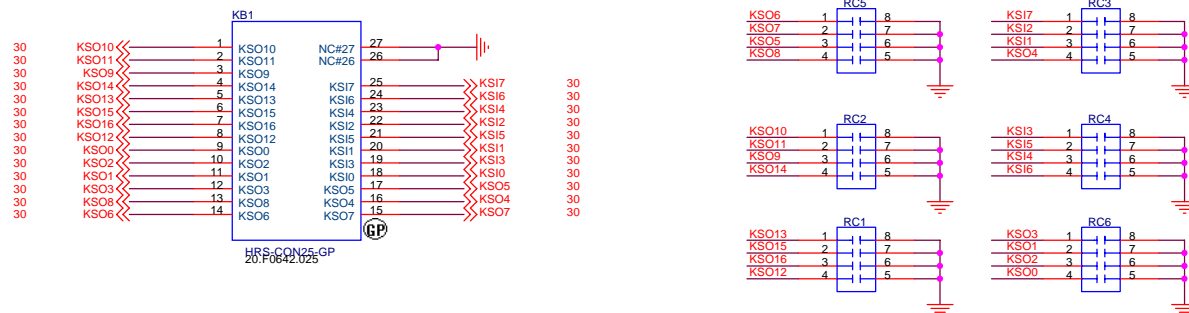 KB1
30 KSO10 1 KSO10 NC#27 27
30 KSO11 2 KSO11 NC#26 26
30 KSO9 3 KSO9
30 KSO14 4 KSO14 KSI7 25 KSI7 30
30 KSO13 5 KSO13 KSI6 24 KSI6 30
30 KSO15 6 KSO15 KSI4 23 KSI4 30
30 KSO16 7 KSO16 KSI2 22 KSI2 30
30 KSO12 8 KSO12 KSI5 21 KSI5 30
30 KSO0 9 KSO0 KSI1 20 KSI1 30
30 KSO2 10 KSO2 KSI3 19 KSI3 30
30 KSO1 11 KSO1 KSI0 18 KSI0 30
30 KSO3 12 KSO3 KSO5 17 KSO5 30
30 KSO8 13 KSO8 KSO4 16 KSO4 30
30 KSO6 14 KSO6 KSO7 15 KSO7 30
GP
HRS-CON25-GP
20.F0642.025
RC5
KSO6 1 8
KSO7 2 7
KSO5 3 6
KSO8 4 5
RC3
KSI7 1 8
KSI2 2 7
KSI1 3 6
KSO4 4 5
RC2
KSO10 1 8
KSO11 2 7
KSO9 3 6
KSO14 4 5
RC4
KSI3 1 8
KSI5 2 7
KSI4 3 6
KSI6 4 5
RC1
KSO13 1 8
KSO15 2 7
KSO16 3 6
KSO12 4 5
RC6
KSO3 1 8
KSO1 2 7
KSO2 3 6
KSO0 4 5